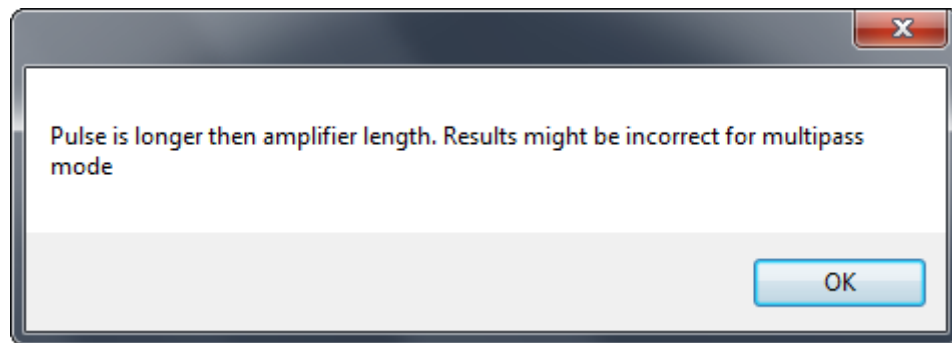 Pulse is longer then amplifier length. Results might be incorrect for multipass
mode
OK